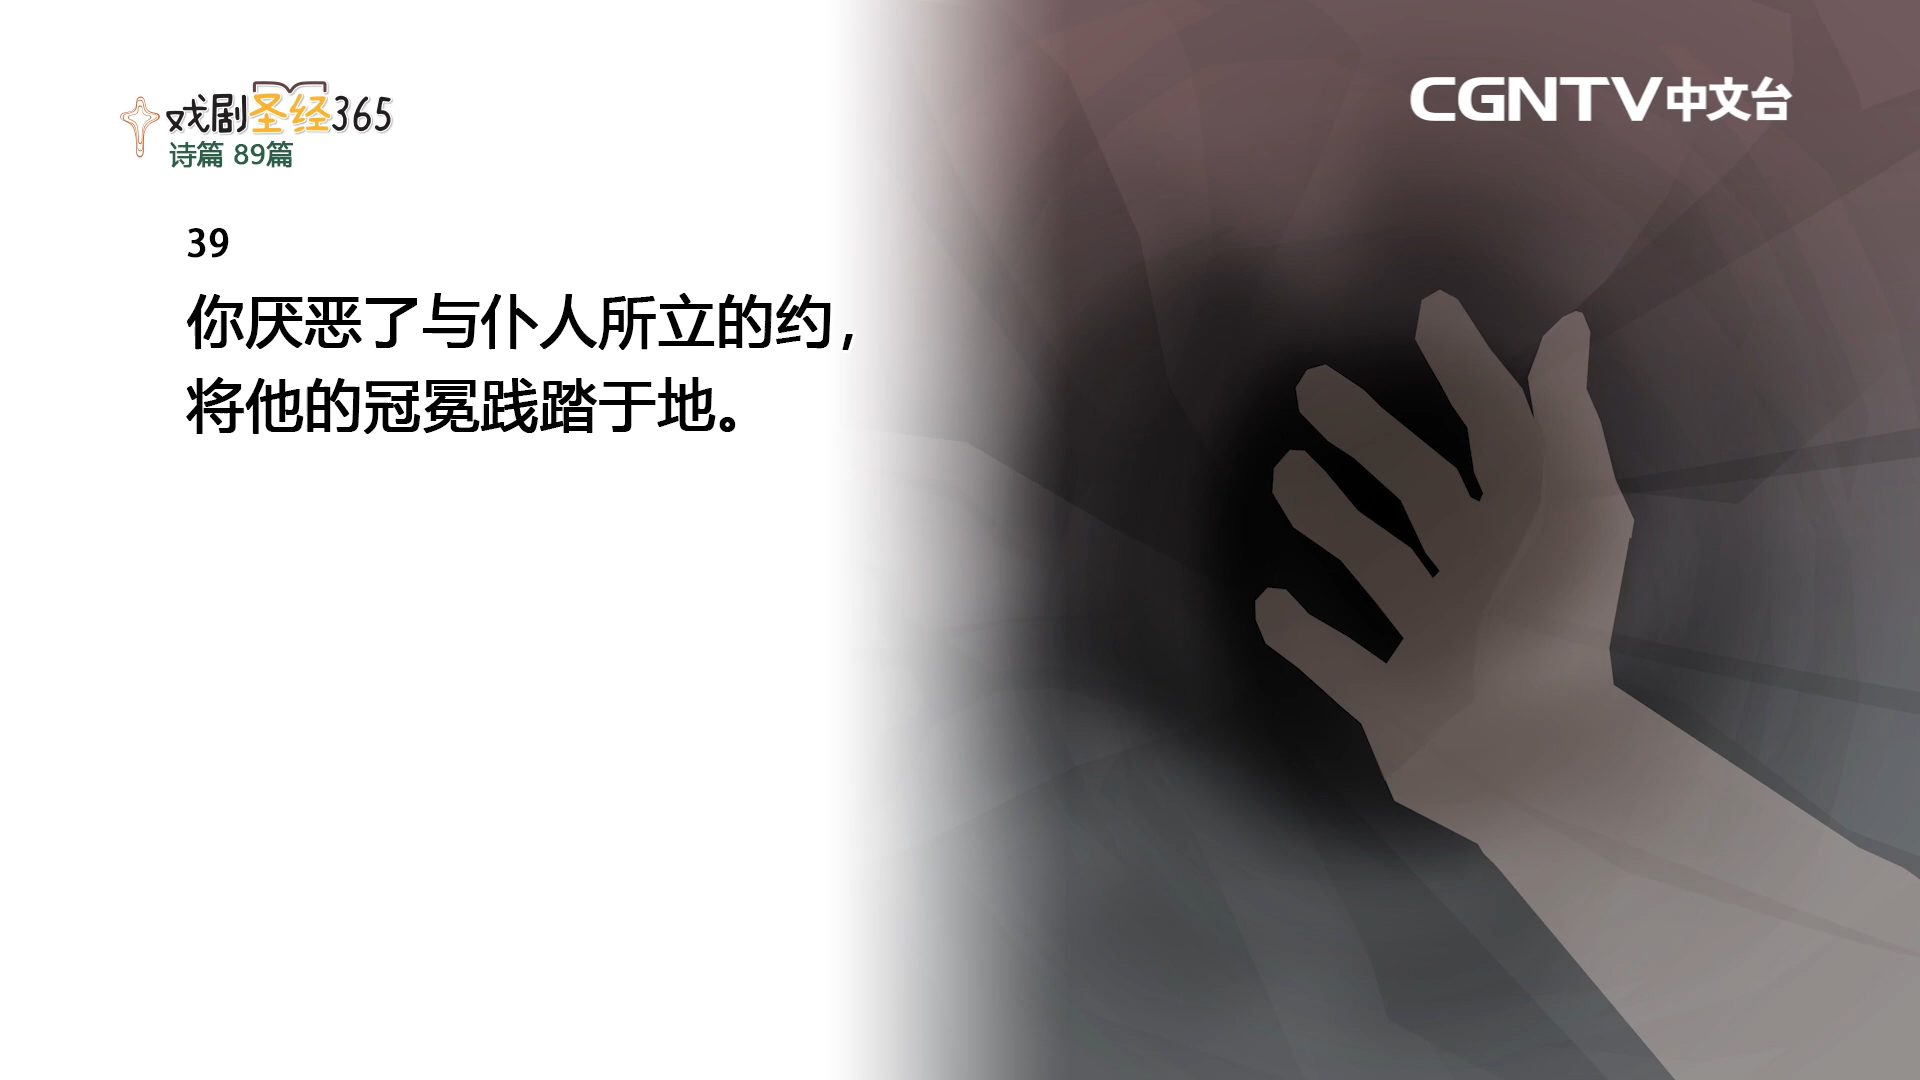 戏剧圣经365
诗篇 89篇
CGNTV中文台
39
你厌恶了与仆人所立的约，
将他的冠冕践踏于地。